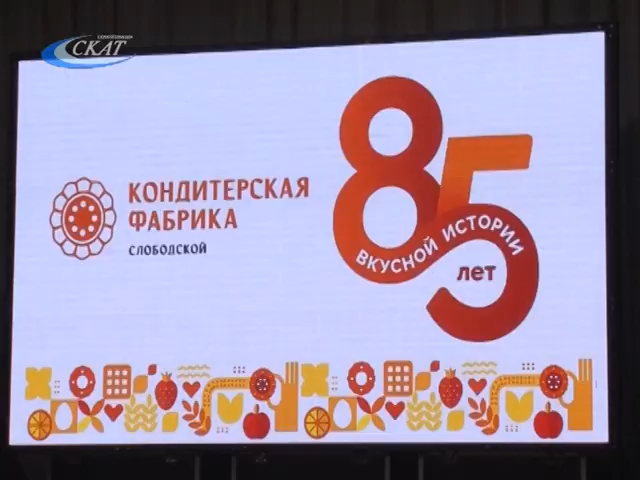 СКАТ
85
КОНДИТЕРСКАЯ
ФАБРИКА
СЛОБОДСКОЙ
ВКУСНОЙ ИСТОРИИ
лет